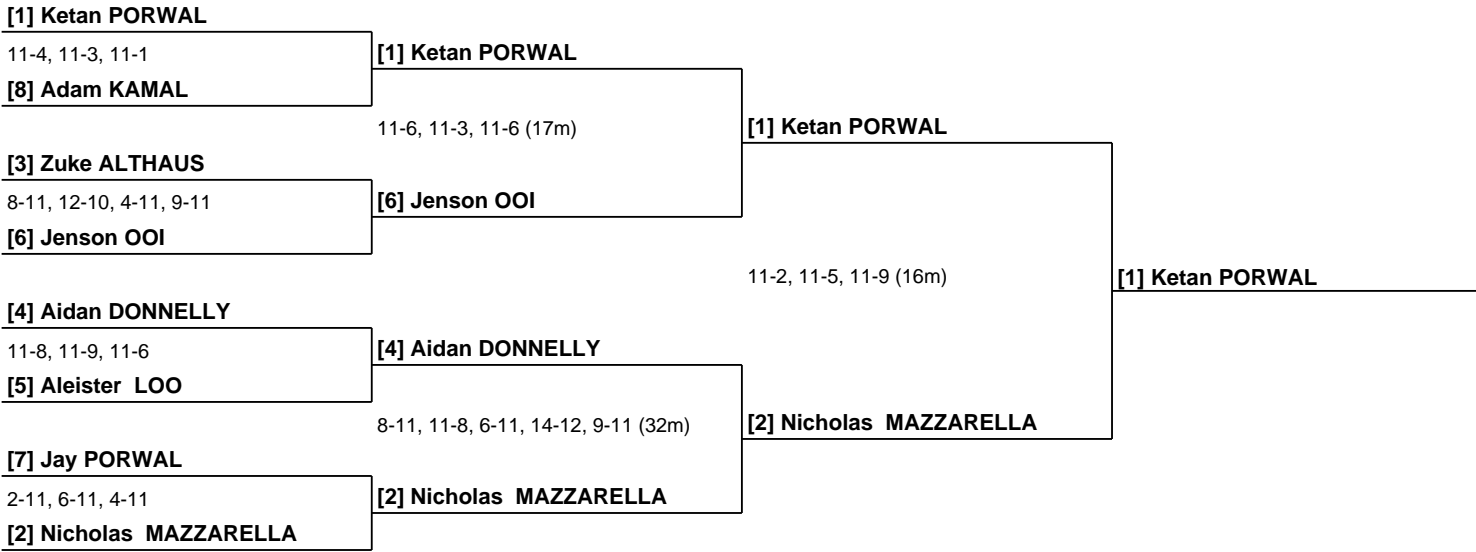 [1] Ketan PORWAL
11-4, 11-3, 11-1
[1] Ketan PORWAL
[8] Adam KAMAL
11-6, 11-3, 11-6 (17m)
[1] Ketan PORWAL
[3] Zuke ALTHAUS
8-11, 12-10, 4-11, 9-11
[6] Jenson OOI
[6] Jenson OOI
11-2, 11-5, 11-9 (16m)
[1] Ketan PORWAL
[4] Aidan DONNELLY
11-8, 11-9, 11-6
[4] Aidan DONNELLY
[5] Aleister LOO
8-11, 11-8, 6-11, 14-12, 9-11 (32m)
[2] Nicholas MAZZARELLA
[7] Jay PORWAL
2-11, 6-11, 4-11
[2] Nicholas MAZZARELLA
[2] Nicholas MAZZARELLA